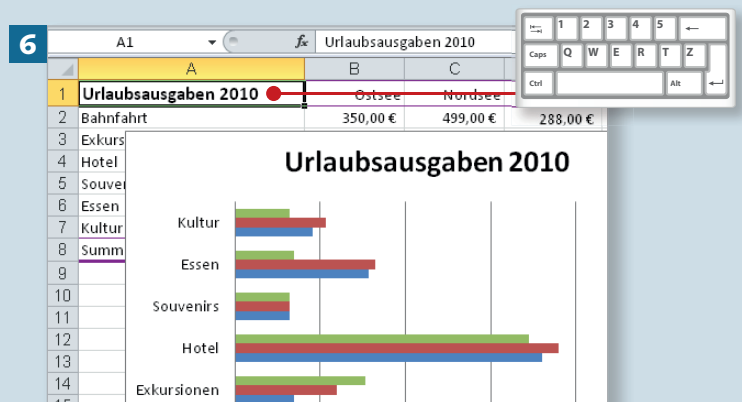 6
A1 fx Urlaubsausgaben 2010
A B C
1 Urlaubsausgaben 2010 Ostsee Nordsee
2 Bahnfahrt 350,00 € 499,00 € 288,00 €
3 Exkurs
4 Hotel
5 Souve
6 Essen
7 Kultur
8 Summ
9
10
11
12
13
14
Urlaubsausgaben 2010
Kultur
Essen
Souvenirs
Hotel
Exkursionen
1 2 3 4 5
Caps Q W E R T Z
Ctrl Alt